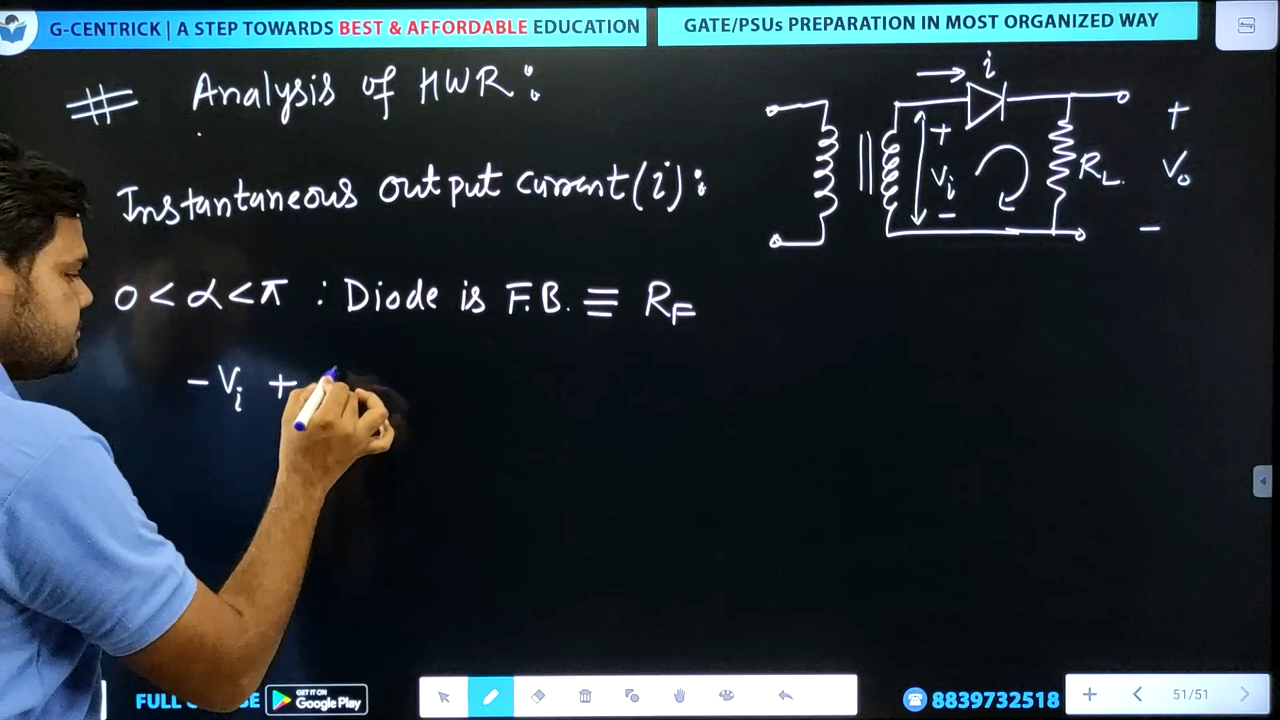 G-CENTRICK | A STEP TOWARDS BEST & AFFORDABLE EDUCATION
GATE/PSUs PREPARATION IN MOST ORGANIZED WAY
# Analysis of HWR:
Instantaneous output current (i):
0 < α < π : Diode is F.B. ≡ RF
- Vi +
i
+
Vi
-
RL
+
Vo
-
FULL
SE
GET IT ON
Google Play
8839732518
51/51